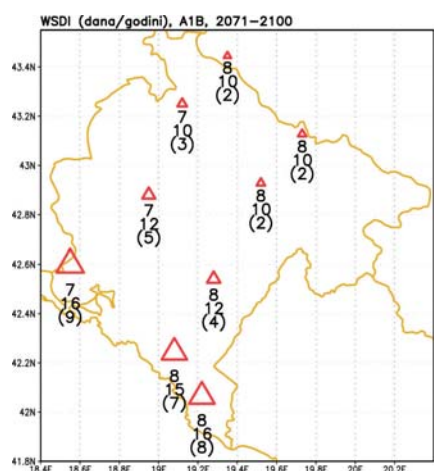 WSDI (dana/godini), A1B, 2071-2100
43.4N
8
10
(2)
43.2N
7
10
(3)
8
10
(2)
43N
8
10
(2)
42.8N
7
12
(5)
42.6N
7
16
(9)
8
12
(4)
42.4N
42.2N
8
15
(7)
42N
8
16
(8)
41.8N
18.4E
18.6E
18.8E
19E
19.2E
19.4E
19.6E
19.8E
20E
20.2E